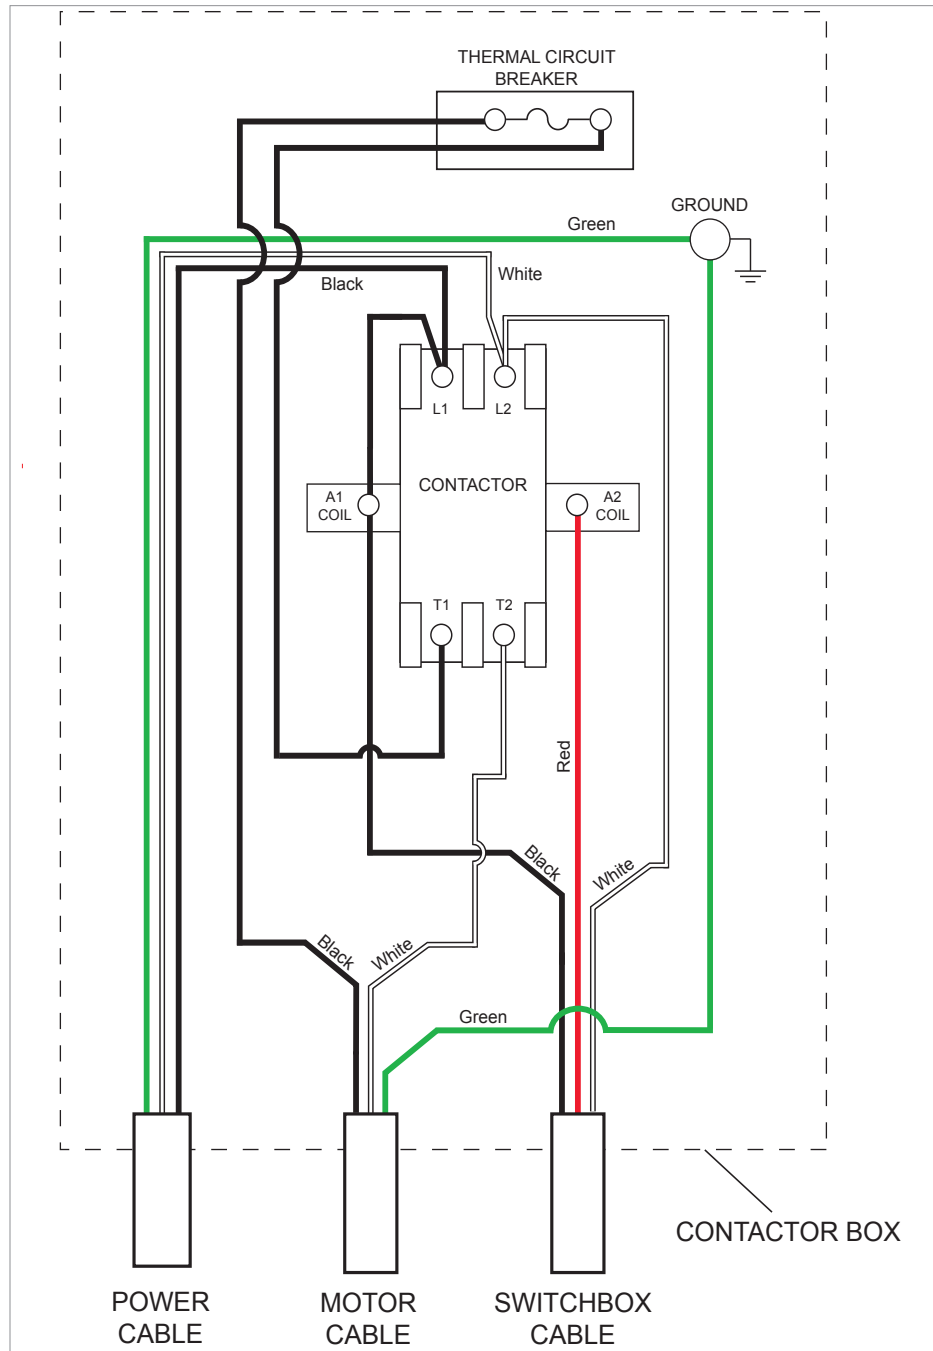 THERMAL CIRCUIT
BREAKER
GROUND
Green
White
Black
L1
L2
CONTACTOR
A1
COIL
A2
COIL
T1
T2
Red
Black
White
Black
White
Green
CONTACTOR BOX
POWER
CABLE
MOTOR
CABLE
SWITCHBOX
CABLE